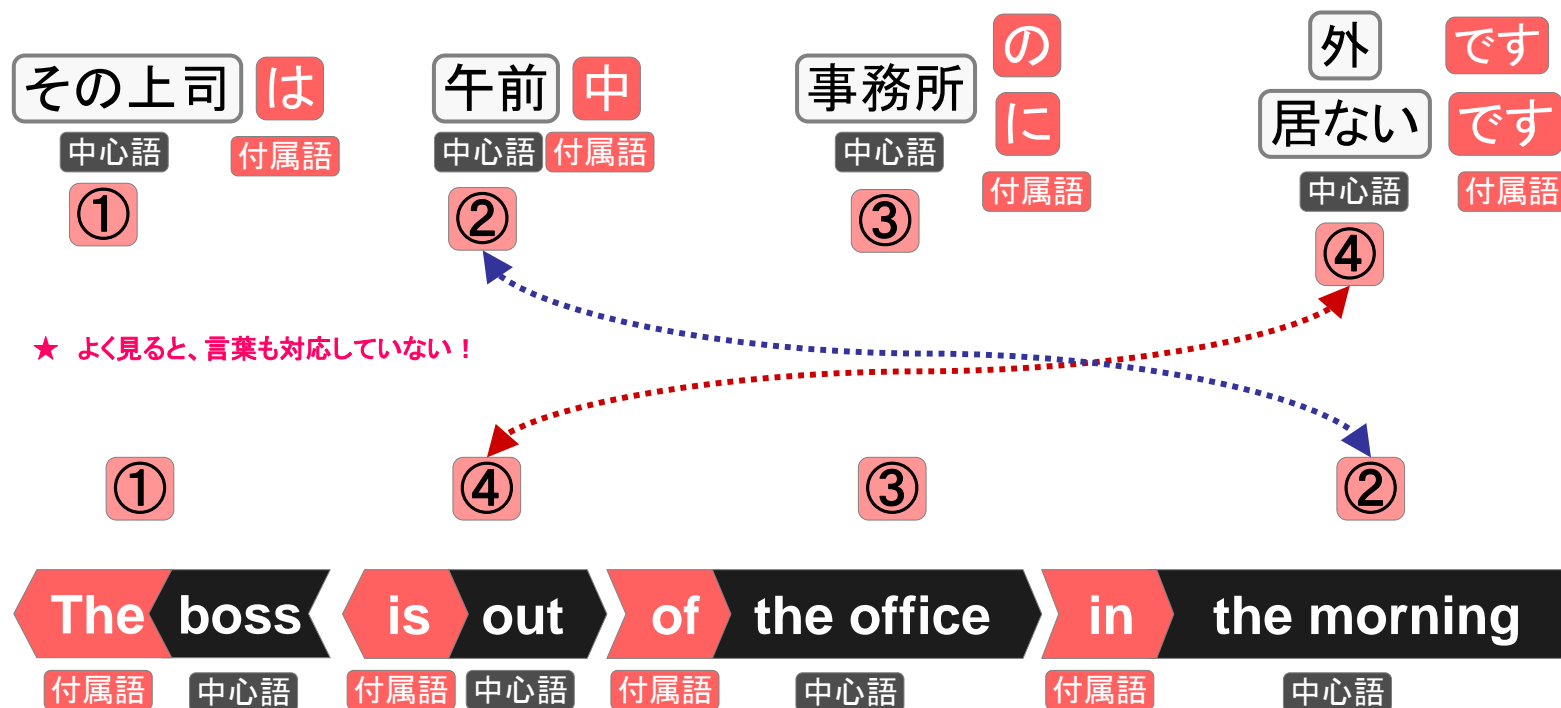 の 外 です
その上司 は 午前 中 事務所 に 居ない です
中心語 付属語 中心語 付属語 中心語 付属語 中心語 付属語
① ② ③ ④
★ よく見ると、言葉も対応していない！
① ④ ③ ②
The boss is out of the office in the morning
付属語 中心語 付属語 中心語 付属語 中心語 付属語 中心語